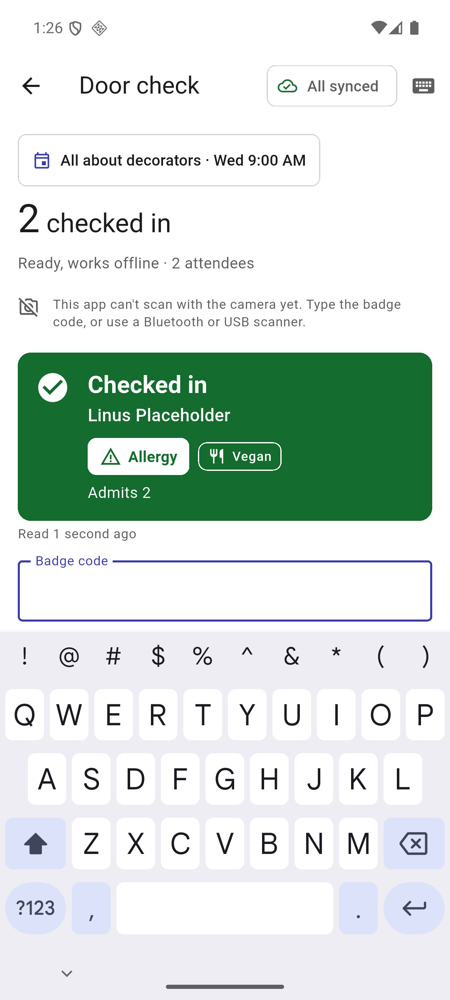 1:26
Door check
All synced
All about decorators · Wed 9:00 AM
2 checked in
Ready, works offline · 2 attendees
This app can't scan with the camera yet. Type the badge
code, or use a Bluetooth or USB scanner.
Checked in
Linus Placeholder
Allergy
Vegan
Admits 2
Read 1 second ago
Badge code
! @ # $ % ^ & * ( )
Q W E R T Y U I O P
A S D F G H J K L
Z X C V B N M
?123 , .